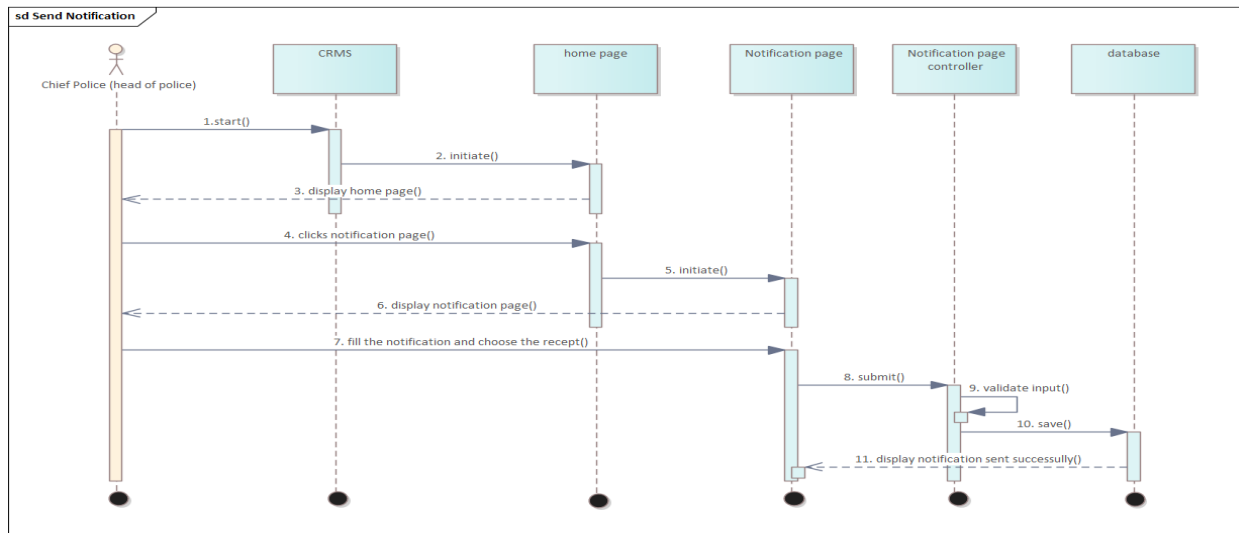 sd Send Notification
Chief Police (head of police)
CRMS
home page
Notification page
Notification page
controller
database
1.start()
2. initiate()
3. display home page()
4. clicks notification page()
5. initiate()
6. display notification page()
7. fill the notification and choose the recept()
8. submit()
9. validate input()
10. save()
11. display notification sent successully()